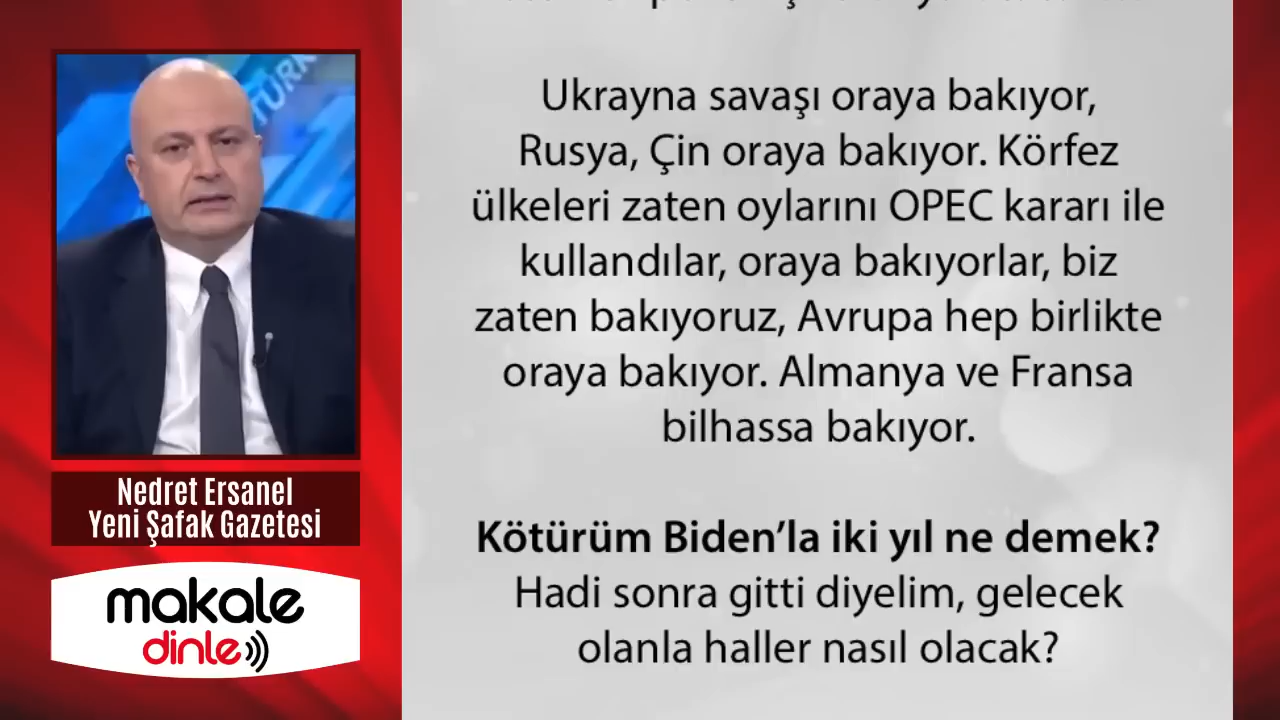 TÜRK
Nedret Ersanel
Yeni Şafak Gazetesi
makale
dinle
Ukrayna savaşı oraya bakıyor,
Rusya, Çin oraya bakıyor. Körfez
ülkeleri zaten oylarını OPEC kararı ile
kullandılar, oraya bakıyorlar, biz
zaten bakıyoruz, Avrupa hep birlikte
oraya bakıyor. Almanya ve Fransa
bilhassa bakıyor.
Kötürüm Biden’la iki yıl ne demek?
Hadi sonra gitti diyelim, gelecek
olanla haller nasıl olacak?